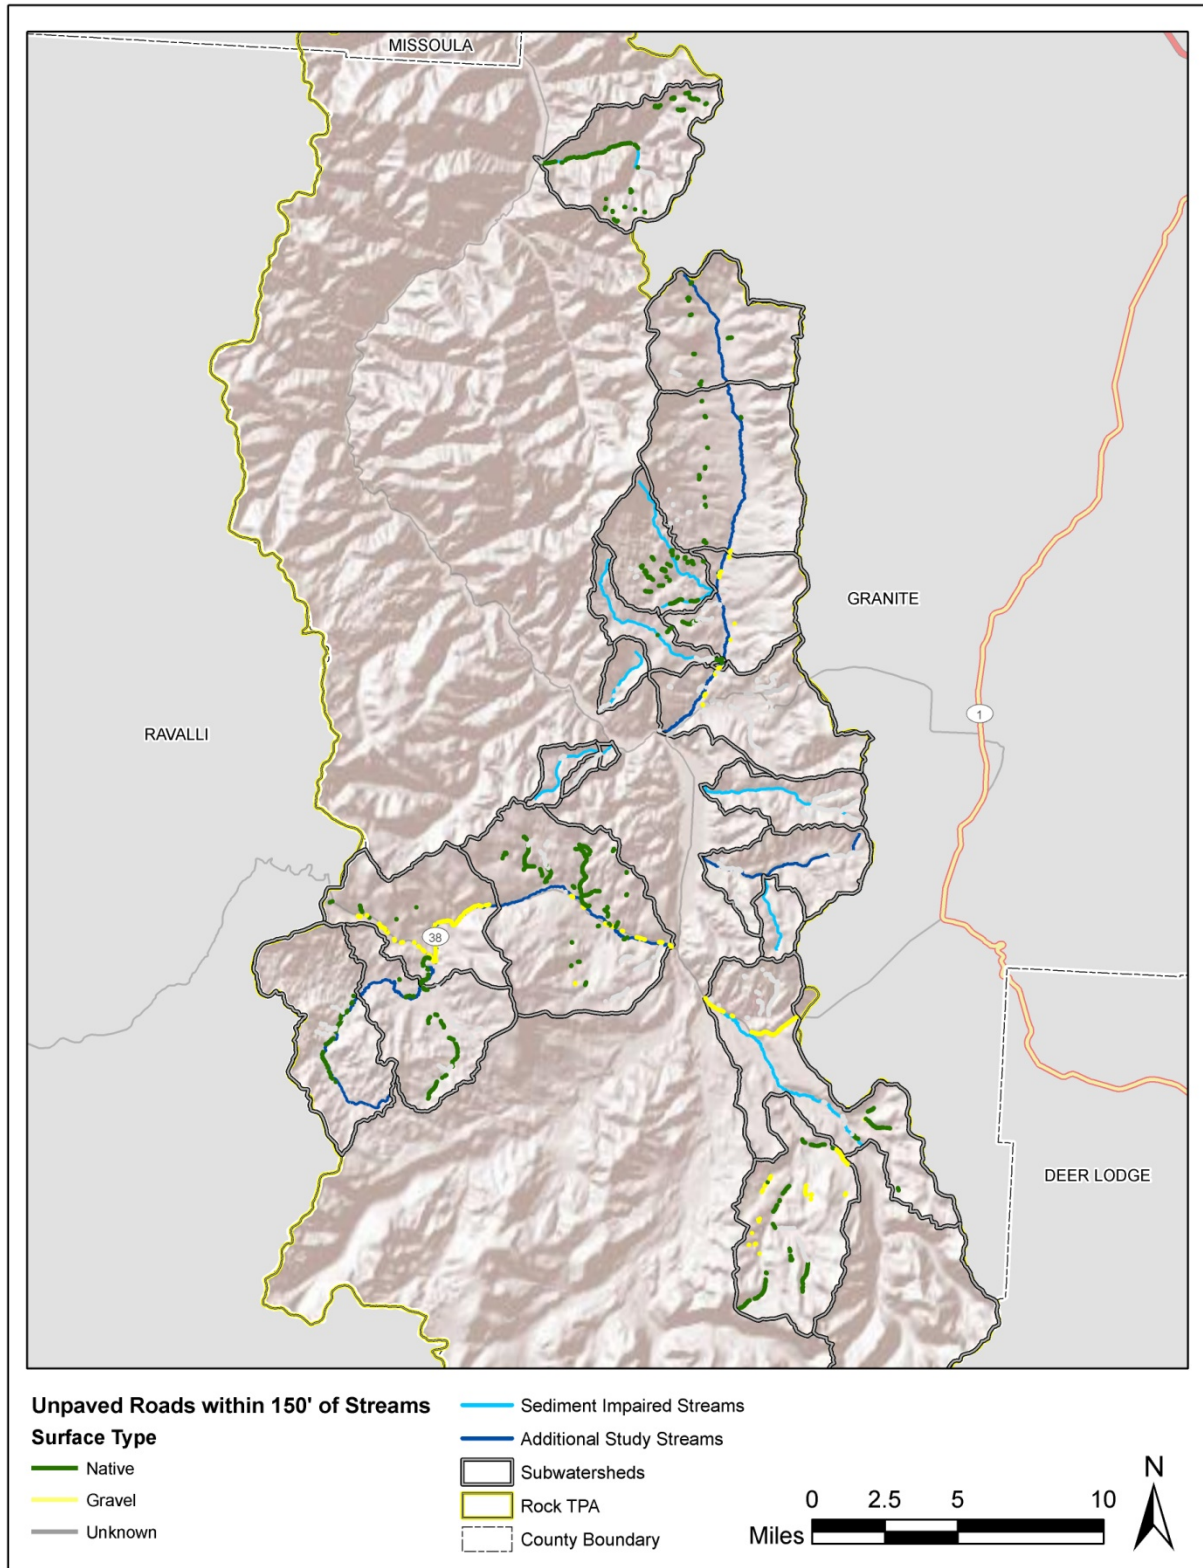 MISSOULA
GRANITE
1
RAVALLI
38
DEER LODGE
Unpaved Roads within 150' of Streams
Surface Type
Native
Gravel
Unknown
Sediment Impaired Streams
Additional Study Streams
Subwatersheds
Rock TPA
County Boundary
N
0 2.5 5 10
Miles